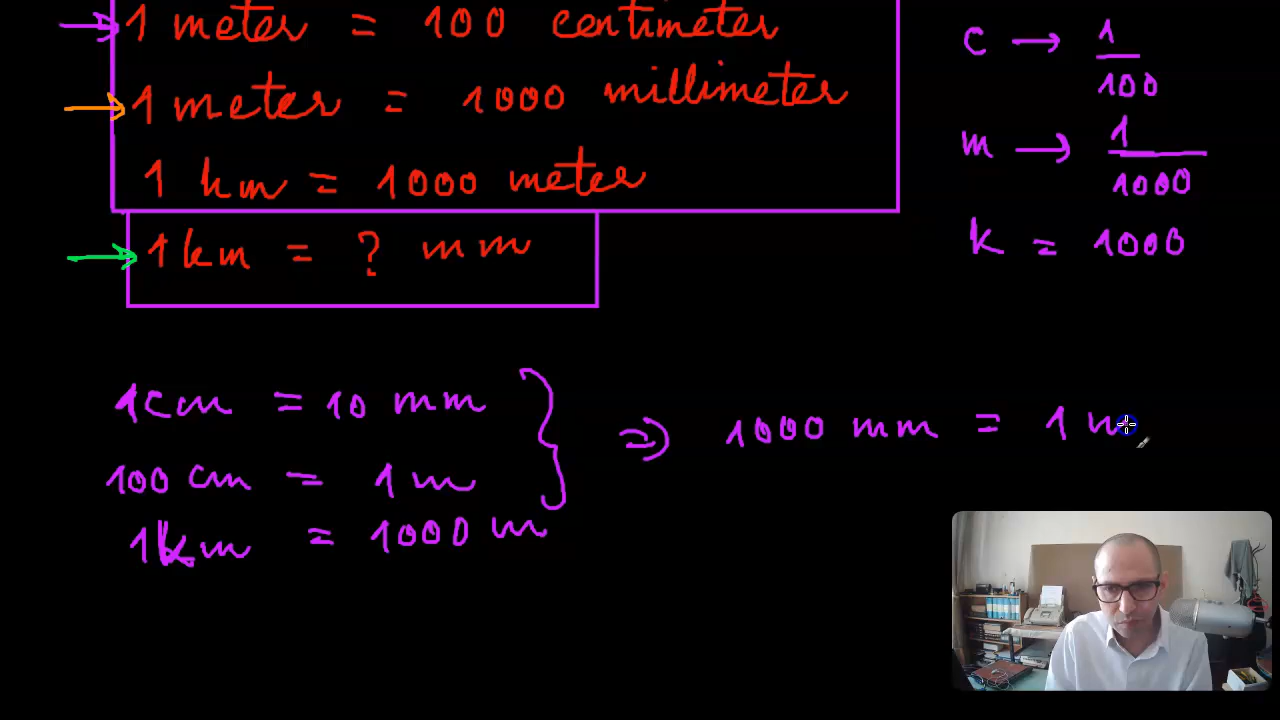 1 meter = 100 centimeter
1 meter = 1000 millimeter
1 km = 1000 meter
1 km = ? mm
c → 1/100
m → 1/1000
k = 1000
1cm = 10 mm
100 cm = 1 m
1km = 1000 m
⇒ 1000 mm = 1